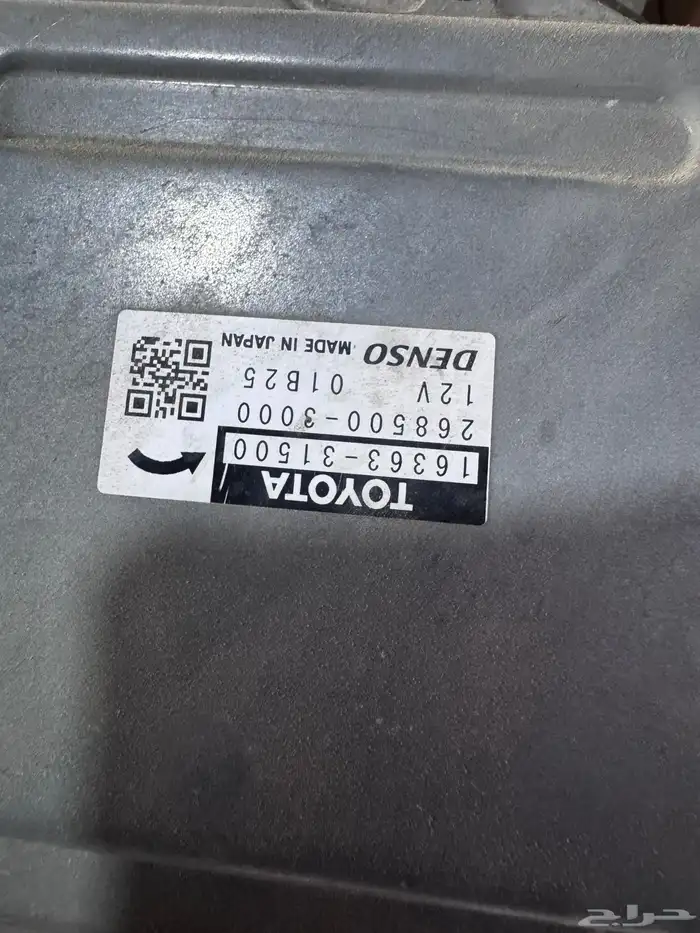 TOYOTA
16363-31500
268500-3000
12V 01B25
DENSO MADE IN JAPAN
حراج